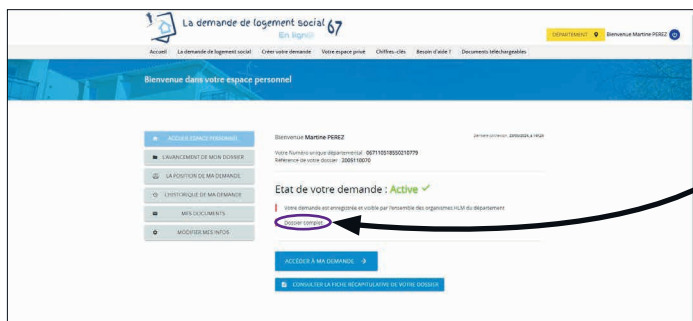 La demande de logement social 67
En ligne
DÉPARTEMENT
Bienvenue Martine PEREZ
Accueil La demande de logement social Créer votre demande Votre espace privé Chiffres-clés Besoin d'aide ? Documents téléchargeables
Bienvenue dans votre espace personnel
ACCUEIL ESPACE PERSONNEL
L'AVANCEMENT DE MON DOSSIER
LA POSITION DE MA DEMANDE
L'HISTORIQUE DE MA DEMANDE
MES DOCUMENTS
MODIFIER MES INFOS
Bienvenue Martine PEREZ
Dernière connexion
Votre Numéro unique départemental : 067110518550210779
Référence de votre dossier : 2005110070
Etat de votre demande : Active
Votre demande est enregistrée et visible par l'ensemble des organismes HLM du département
Dossier complet
ACCÉDER À MA DEMANDE
CONSULTER LA FICHE RÉCAPITULATIVE DE VOTRE DOSSIER